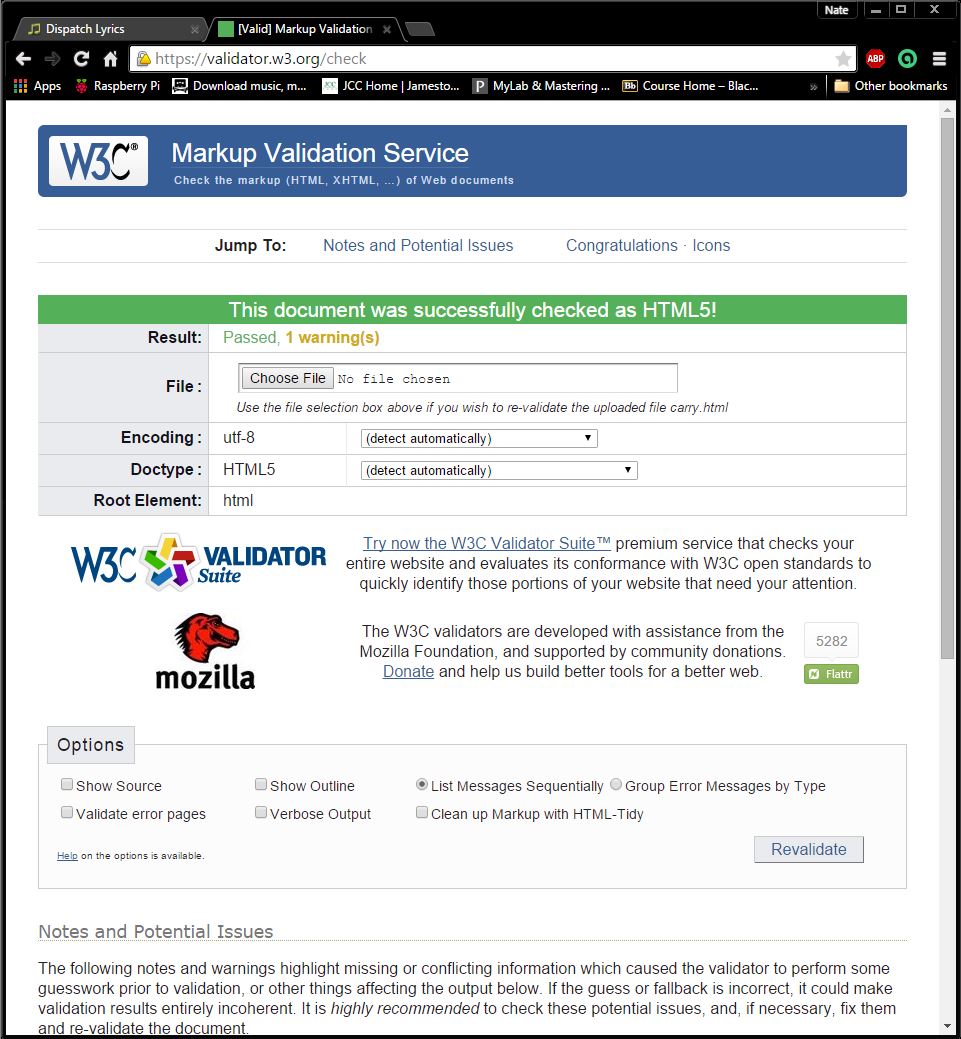 Nate
Dispatch Lyrics
[Valid] Markup Validation
https://validator.w3.org/check
ABP
Apps
Raspberry Pi
Download music, m...
JCC Home | Jamesto...
P MyLab & Mastering ...
Bb Course Home – Blac...
»
Other bookmarks
W3C®
Markup Validation Service
Check the markup (HTML, XHTML, …) of Web documents
Jump To: Notes and Potential Issues Congratulations · Icons
This document was successfully checked as HTML5!
Result: Passed, 1 warning(s)
File : Choose File No file chosen
Use the file selection box above if you wish to re-validate the uploaded file carry.html
Encoding : utf-8 (detect automatically)
Doctype : HTML5 (detect automatically)
Root Element: html
W3C VALIDATOR
Suite
Try now the W3C Validator Suite™ premium service that checks your
entire website and evaluates its conformance with W3C open standards to
quickly identify those portions of your website that need your attention.
mozilla
The W3C validators are developed with assistance from the
Mozilla Foundation, and supported by community donations.
Donate and help us build better tools for a better web.
5282
Flattr
Options
Show Source Show Outline List Messages Sequentially Group Error Messages by Type
Validate error pages Verbose Output Clean up Markup with HTML-Tidy
Help on the options is available.
Revalidate
Notes and Potential Issues
The following notes and warnings highlight missing or conflicting information which caused the validator to perform some
guesswork prior to validation, or other things affecting the output below. If the guess or fallback is incorrect, it could make
validation results entirely incoherent. It is highly recommended to check these potential issues, and, if necessary, fix them
and re-validate the document.